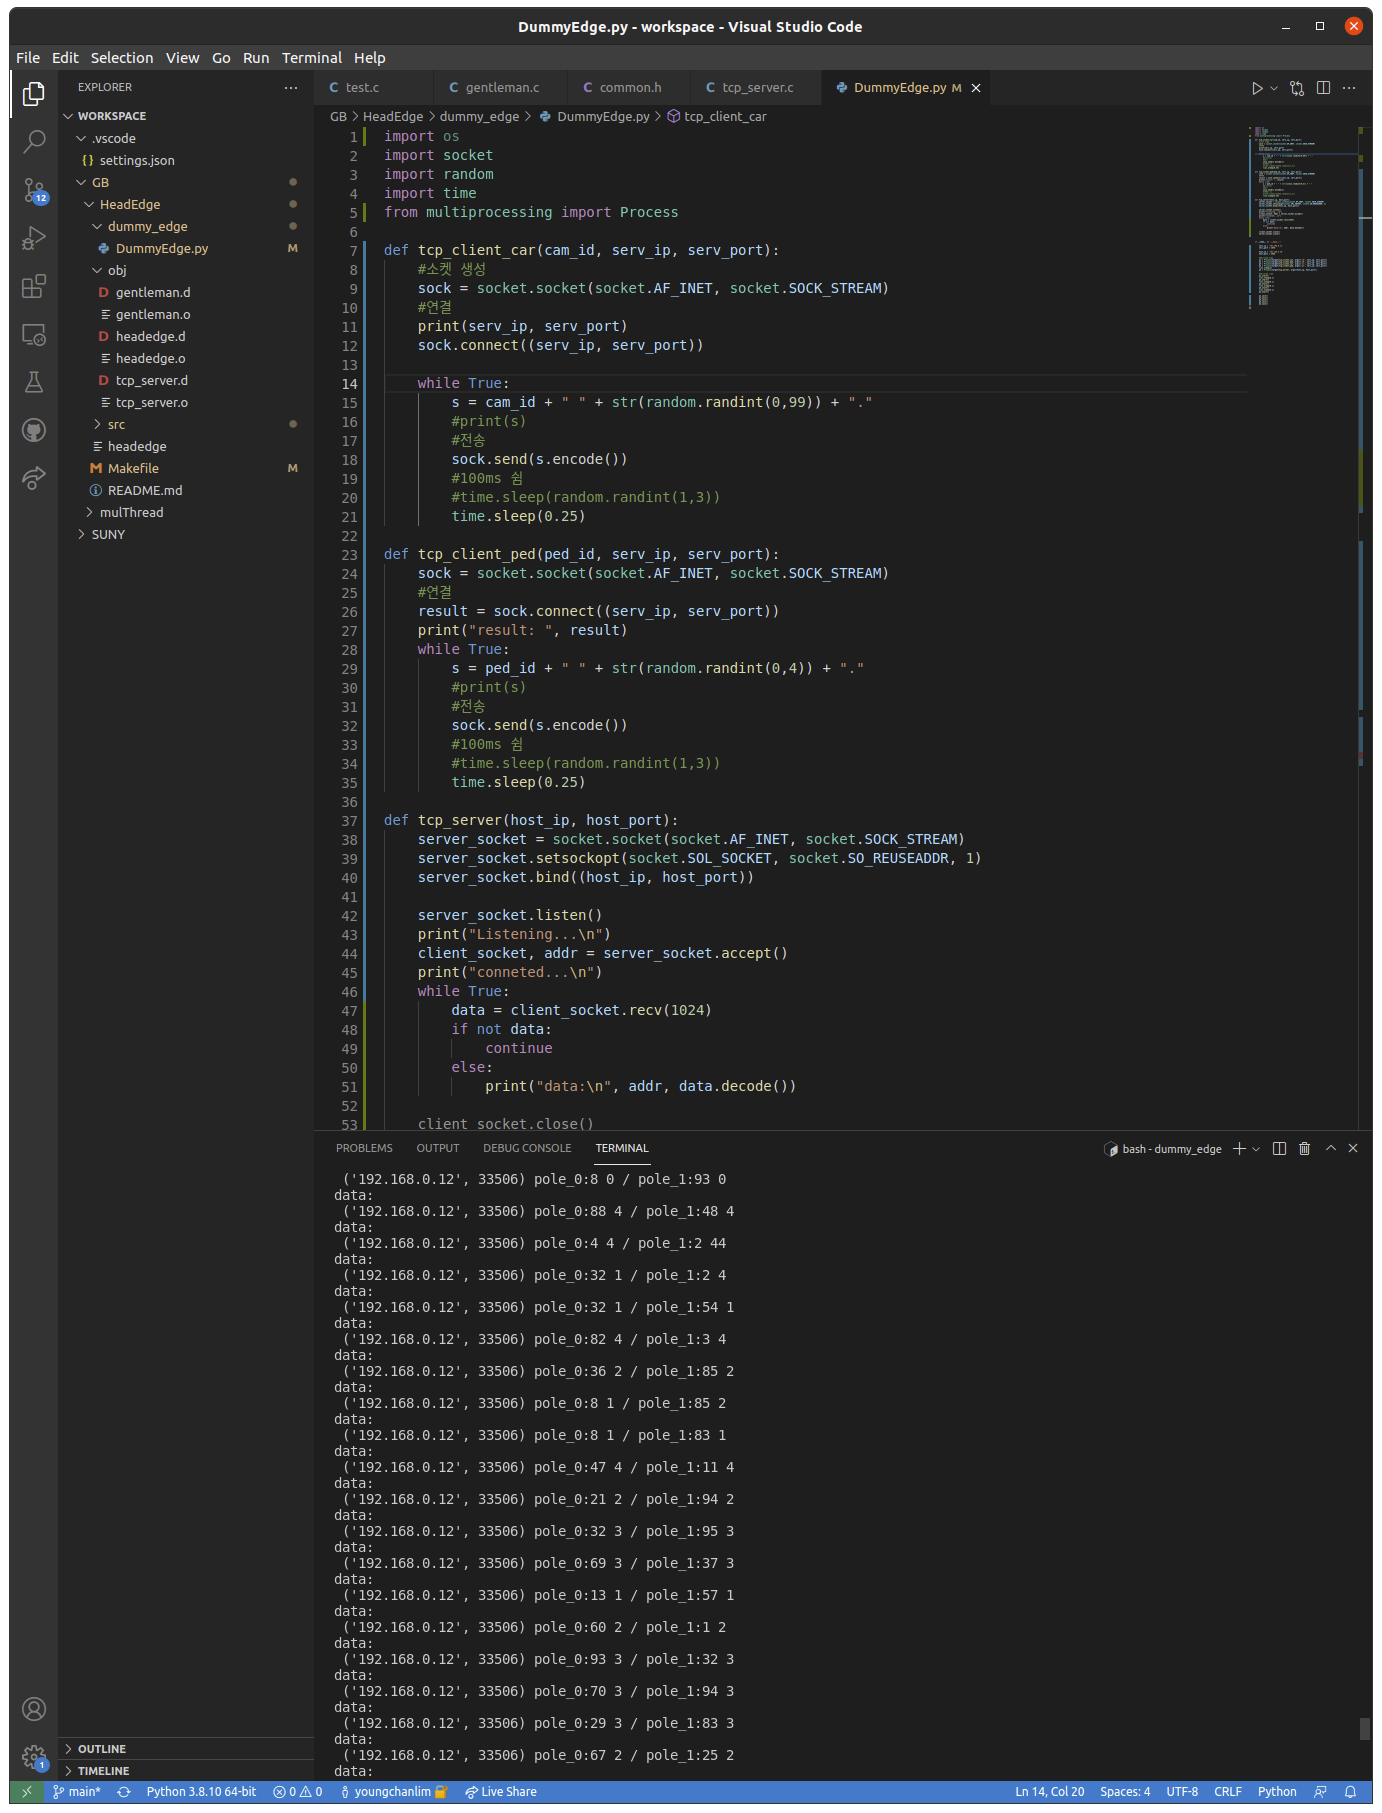 DummyEdge.py - workspace - Visual Studio Code
File Edit Selection View Go Run Terminal Help
EXPLORER
WORKSPACE
.vscode
{} settings.json
GB
HeadEdge
dummy_edge
DummyEdge.py M
obj
D gentleman.d
gentleman.o
D headedge.d
headedge.o
D tcp_server.d
tcp_server.o
src
headedge
M Makefile M
README.md
mulThread
SUNY
OUTLINE
TIMELINE
12
1
C test.c
C gentleman.c
C common.h
C tcp_server.c
DummyEdge.py M
GB > HeadEdge > dummy_edge > DummyEdge.py > tcp_client_car
1 import os
2 import socket
3 import random
4 import time
5 from multiprocessing import Process
6
7 def tcp_client_car(cam_id, serv_ip, serv_port):
8 #소켓 생성
9 sock = socket.socket(socket.AF_INET, socket.SOCK_STREAM)
10 #연결
11 print(serv_ip, serv_port)
12 sock.connect((serv_ip, serv_port))
13
14 while True:
15 s = cam_id + " " + str(random.randint(0,99)) + "."
16 #print(s)
17 #전송
18 sock.send(s.encode())
19 #100ms 쉼
20 #time.sleep(random.randint(1,3))
21 time.sleep(0.25)
22
23 def tcp_client_ped(ped_id, serv_ip, serv_port):
24 sock = socket.socket(socket.AF_INET, socket.SOCK_STREAM)
25 #연결
26 result = sock.connect((serv_ip, serv_port))
27 print("result: ", result)
28 while True:
29 s = ped_id + " " + str(random.randint(0,4)) + "."
30 #print(s)
31 #전송
32 sock.send(s.encode())
33 #100ms 쉼
34 #time.sleep(random.randint(1,3))
35 time.sleep(0.25)
36
37 def tcp_server(host_ip, host_port):
38 server_socket = socket.socket(socket.AF_INET, socket.SOCK_STREAM)
39 server_socket.setsockopt(socket.SOL_SOCKET, socket.SO_REUSEADDR, 1)
40 server_socket.bind((host_ip, host_port))
41
42 server_socket.listen()
43 print("Listening...\n")
44 client_socket, addr = server_socket.accept()
45 print("conneted...\n")
46 while True:
47 data = client_socket.recv(1024)
48 if not data:
49 continue
50 else:
51 print("data:\n", addr, data.decode())
52
53 client_socket.close()
PROBLEMS OUTPUT DEBUG CONSOLE TERMINAL
bash - dummy_edge
('192.168.0.12', 33506) pole_0:8 0 / pole_1:93 0
data:
('192.168.0.12', 33506) pole_0:88 4 / pole_1:48 4
data:
('192.168.0.12', 33506) pole_0:4 4 / pole_1:2 44
data:
('192.168.0.12', 33506) pole_0:32 1 / pole_1:2 4
data:
('192.168.0.12', 33506) pole_0:32 1 / pole_1:54 1
data:
('192.168.0.12', 33506) pole_0:82 4 / pole_1:3 4
data:
('192.168.0.12', 33506) pole_0:36 2 / pole_1:85 2
data:
('192.168.0.12', 33506) pole_0:8 1 / pole_1:85 2
data:
('192.168.0.12', 33506) pole_0:8 1 / pole_1:83 1
data:
('192.168.0.12', 33506) pole_0:47 4 / pole_1:11 4
data:
('192.168.0.12', 33506) pole_0:21 2 / pole_1:94 2
data:
('192.168.0.12', 33506) pole_0:32 3 / pole_1:95 3
data:
('192.168.0.12', 33506) pole_0:69 3 / pole_1:37 3
data:
('192.168.0.12', 33506) pole_0:13 1 / pole_1:57 1
data:
('192.168.0.12', 33506) pole_0:60 2 / pole_1:1 2
data:
('192.168.0.12', 33506) pole_0:93 3 / pole_1:32 3
data:
('192.168.0.12', 33506) pole_0:70 3 / pole_1:94 3
data:
('192.168.0.12', 33506) pole_0:29 3 / pole_1:83 3
data:
('192.168.0.12', 33506) pole_0:67 2 / pole_1:25 2
data:
main* Python 3.8.10 64-bit 0 0 youngchanlim Live Share Ln 14, Col 20 Spaces: 4 UTF-8 CRLF Python